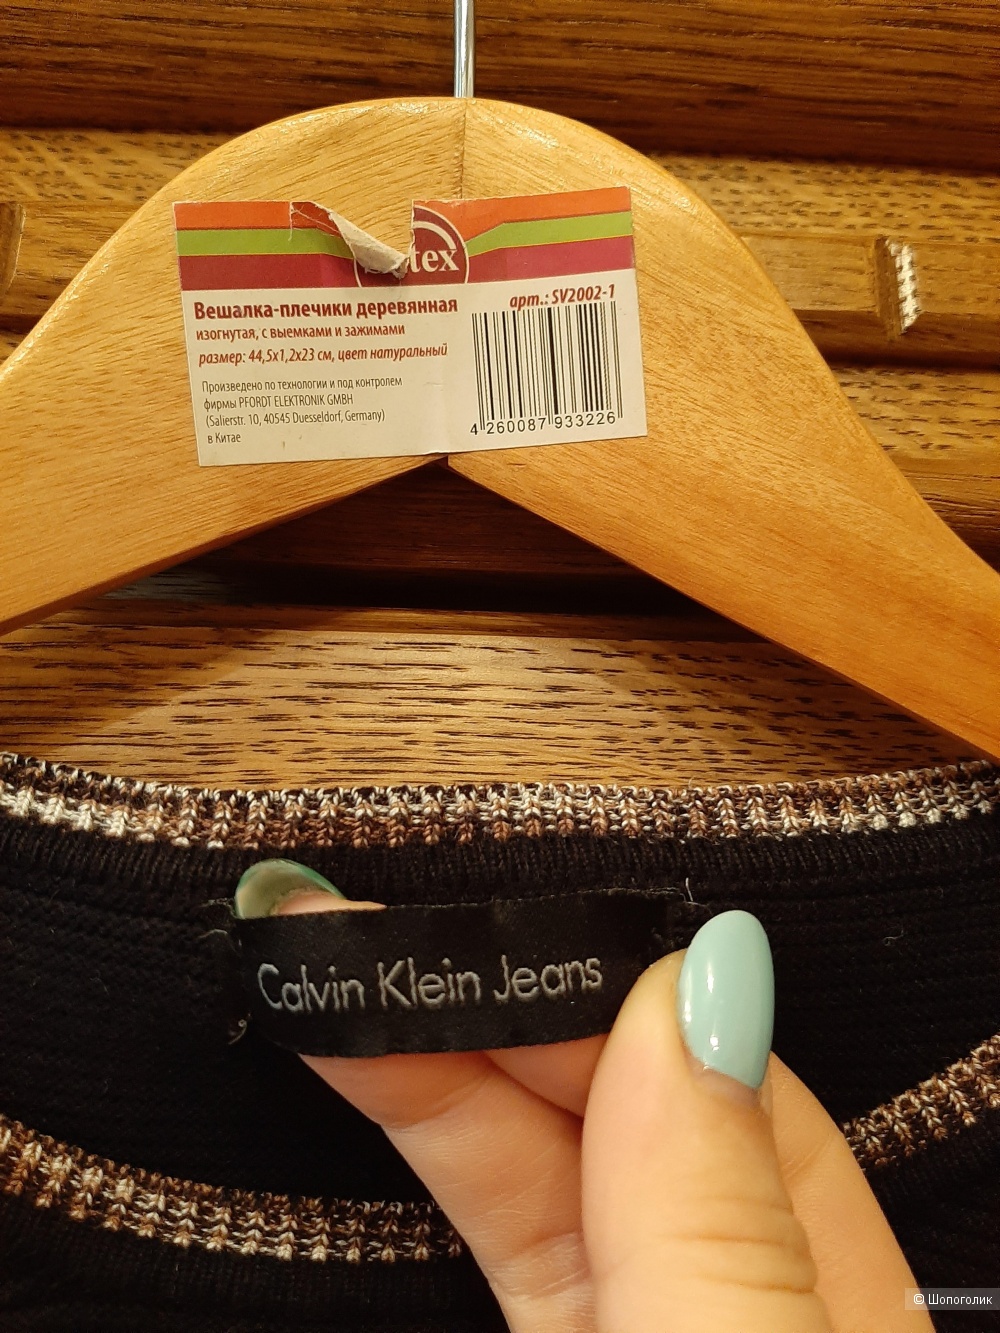 tex
Вешалка-плечики деревянная
изогнутая, с выемками и зажимами
размер: 44,5х1,2х23 см, цвет натуральный
Произведено по технологии и под контролем
фирмы PFORDT ELEKTRONIK GMBH
(Salierstr. 10, 40545 Duesseldorf, Germany)
в Китае
арт.: SV2002-1
4 260087 933226
Calvin Klein Jeans
© Шопоголик